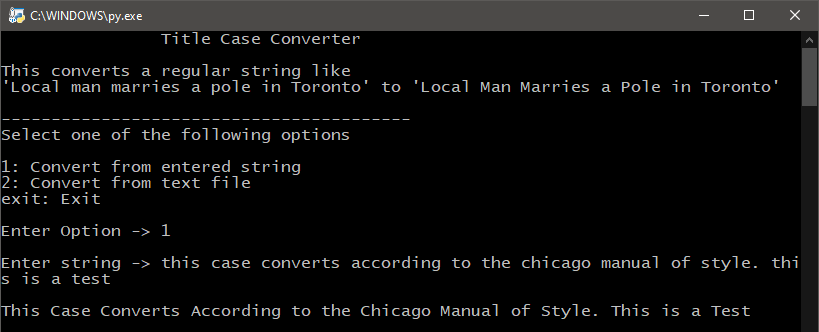 C:\WINDOWS\py.exe
Title Case Converter
This converts a regular string like
'Local man marries a pole in Toronto' to 'Local Man Marries a Pole in Toronto'
-----------------------------------------
Select one of the following options
1: Convert from entered string
2: Convert from text file
exit: Exit
Enter Option -> 1
Enter string -> this case converts according to the chicago manual of style. thi
s is a test
This Case Converts According to the Chicago Manual of Style. This is a Test